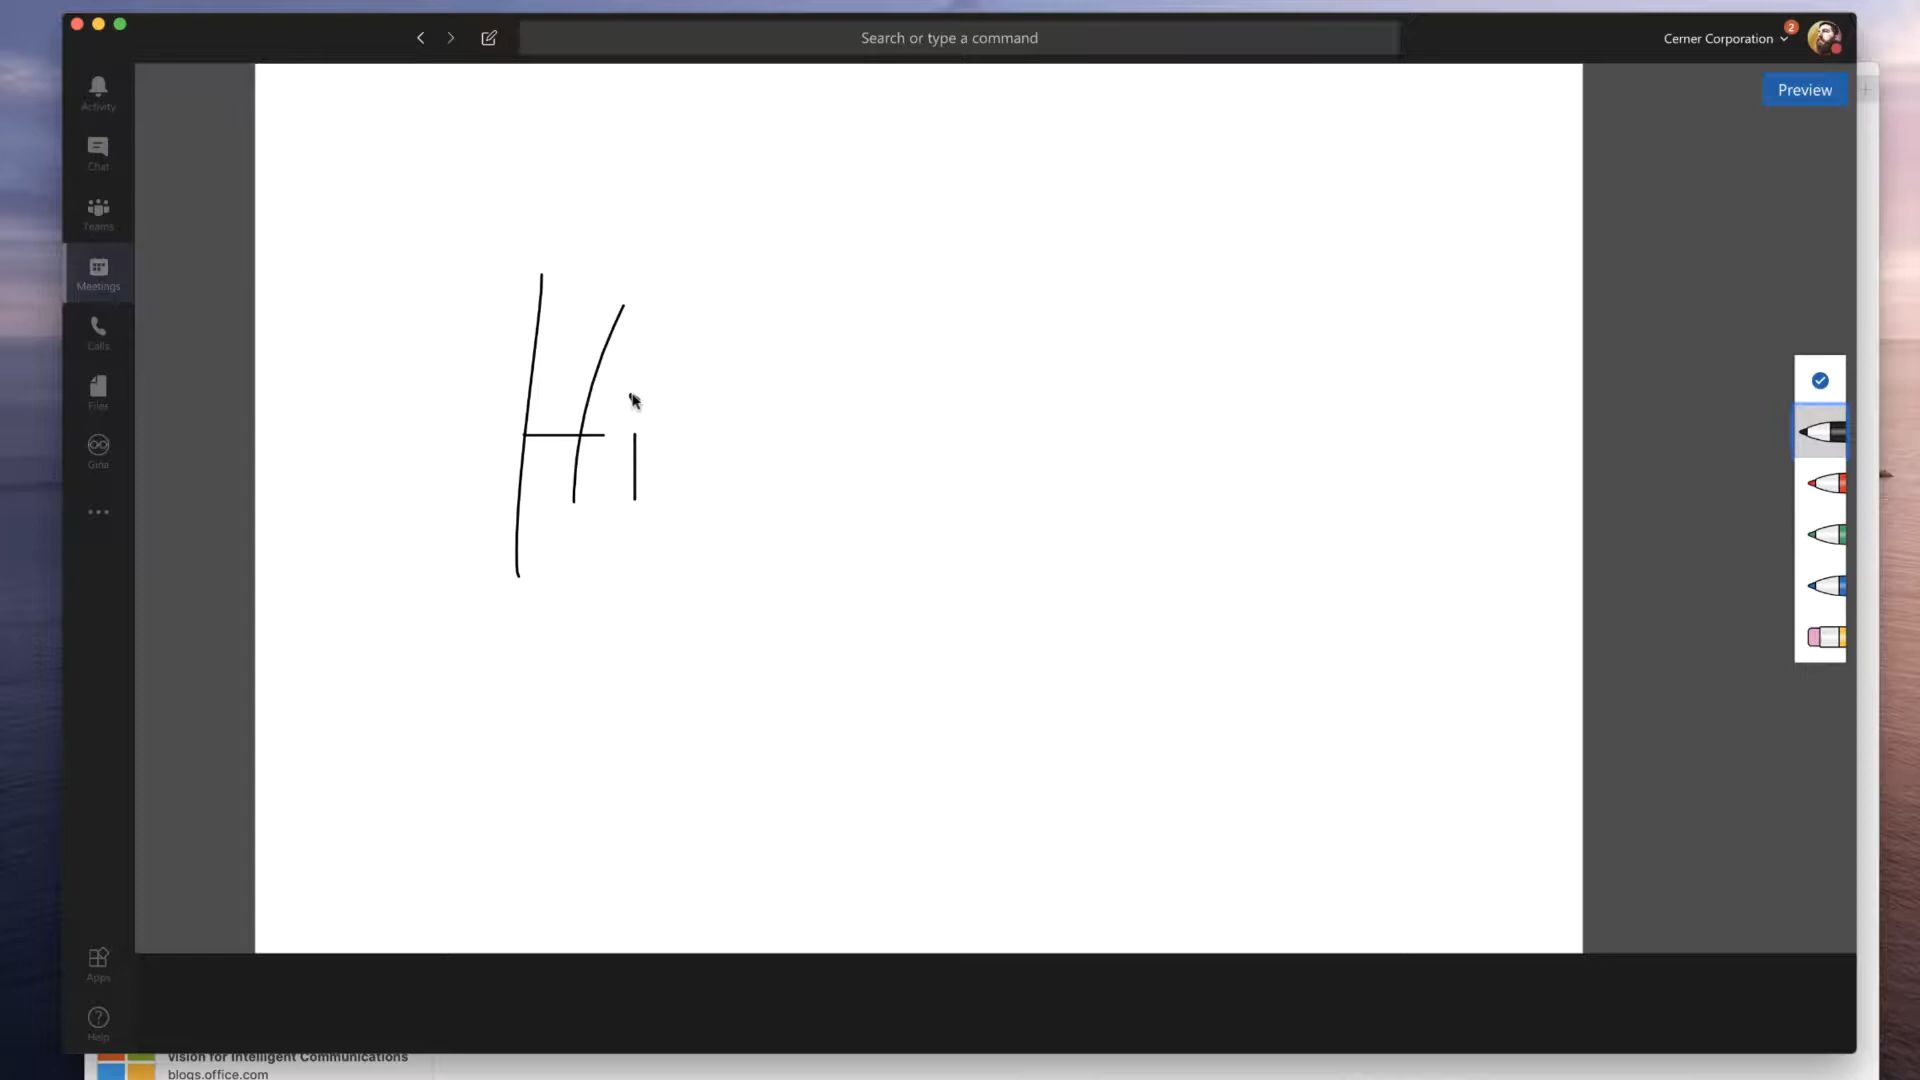 Search or type a command
Cerner Corporation
2
Activity
Preview
Chat
Teams
Meetings
Calls
Files
Gina
Hi
Apps
Help
Vision for Intelligent Communications
blogs.office.com